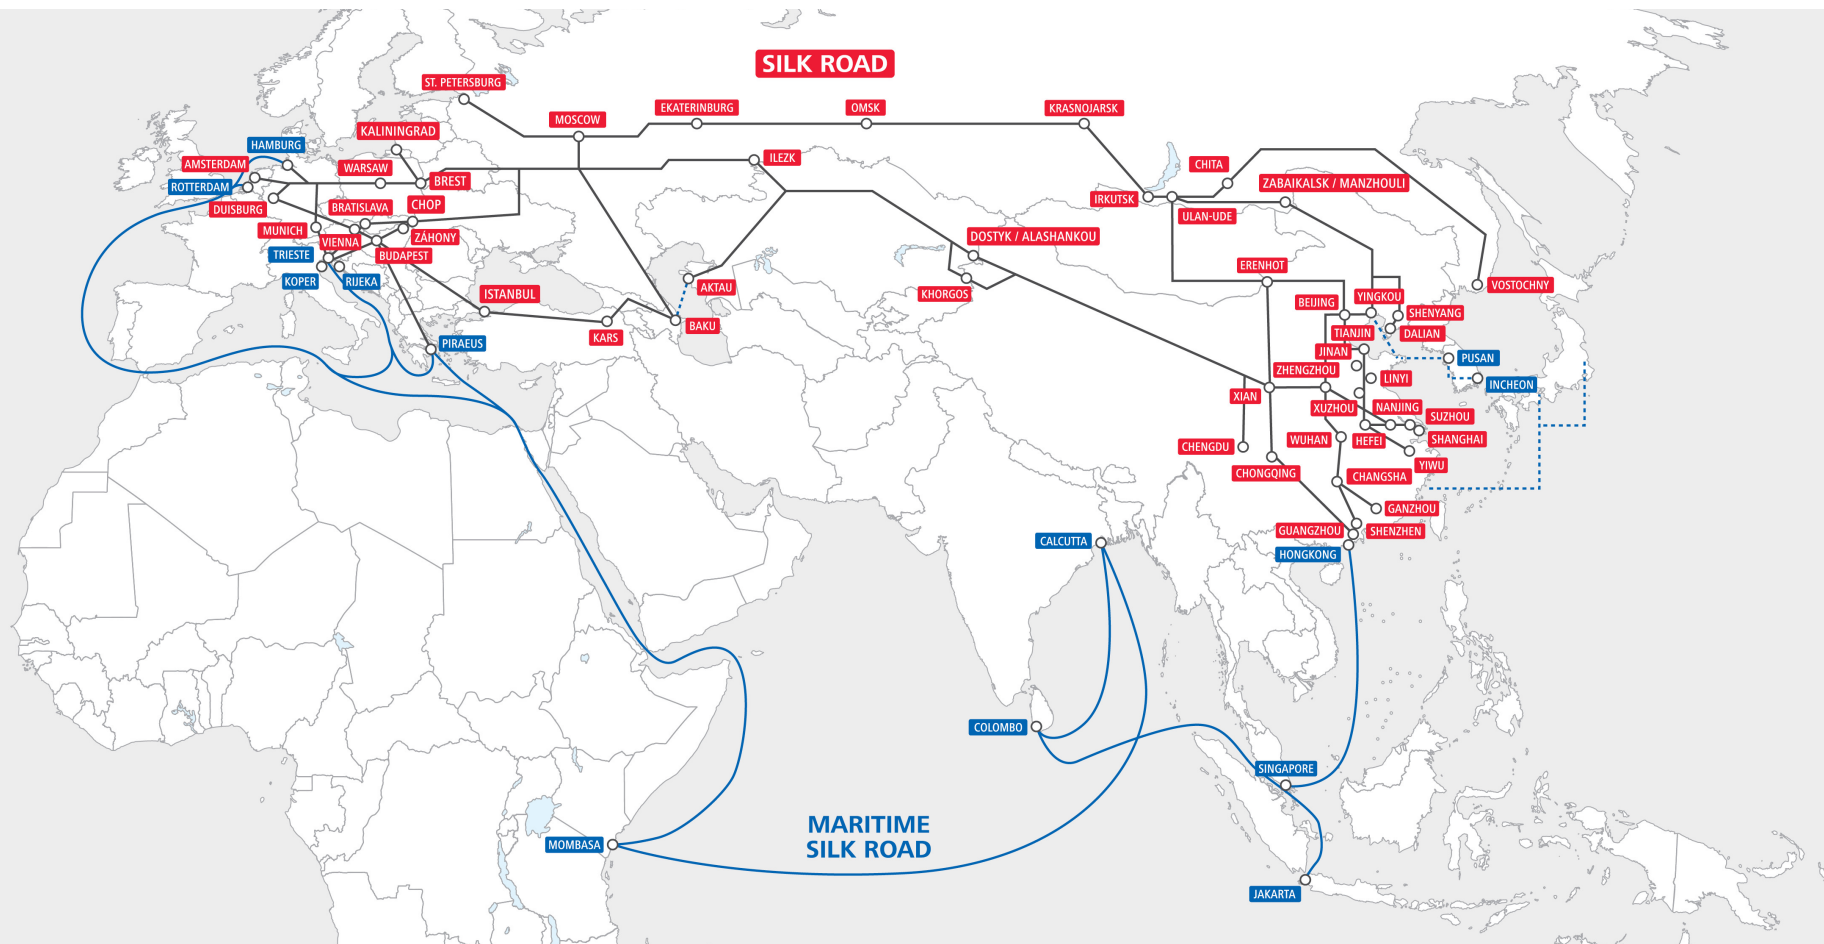 SILK ROAD
ST. PETERSBURG
EKATERINBURG
OMSK
KRASNOJARSK
MOSCOW
KALININGRAD
HAMBURG
ILEZK
AMSTERDAM
WARSAW
BREST
CHITA
ROTTERDAM
ZABAIKALSK / MANZHOULI
IRKUTSK
DUISBURG
BRATISLAVA
CHOP
ULAN-UDE
MUNICH
VIENNA
ZÁHONY
DOSTYK / ALASHANKOU
TRIESTE
BUDAPEST
ERENHOT
KOPER
RIJEKA
AKTAU
KHORGOS
VOSTOCHNY
ISTANBUL
BEIJING
YINGKOU
SHENYANG
BAKU
KARS
TIANJIN
DALIAN
PIRAEUS
JINAN
PUSAN
ZHENGZHOU
LINYI
INCHEON
XIAN
XUZHOU
NANJING
SUZHOU
CHENGDU
WUHAN
HEFEI
SHANGHAI
YIWU
CHONGQING
CHANGSHA
GANZHOU
GUANGZHOU
SHENZHEN
CALCUTTA
HONGKONG
COLOMBO
SINGAPORE
MARITIME
SILK ROAD
MOMBASA
JAKARTA